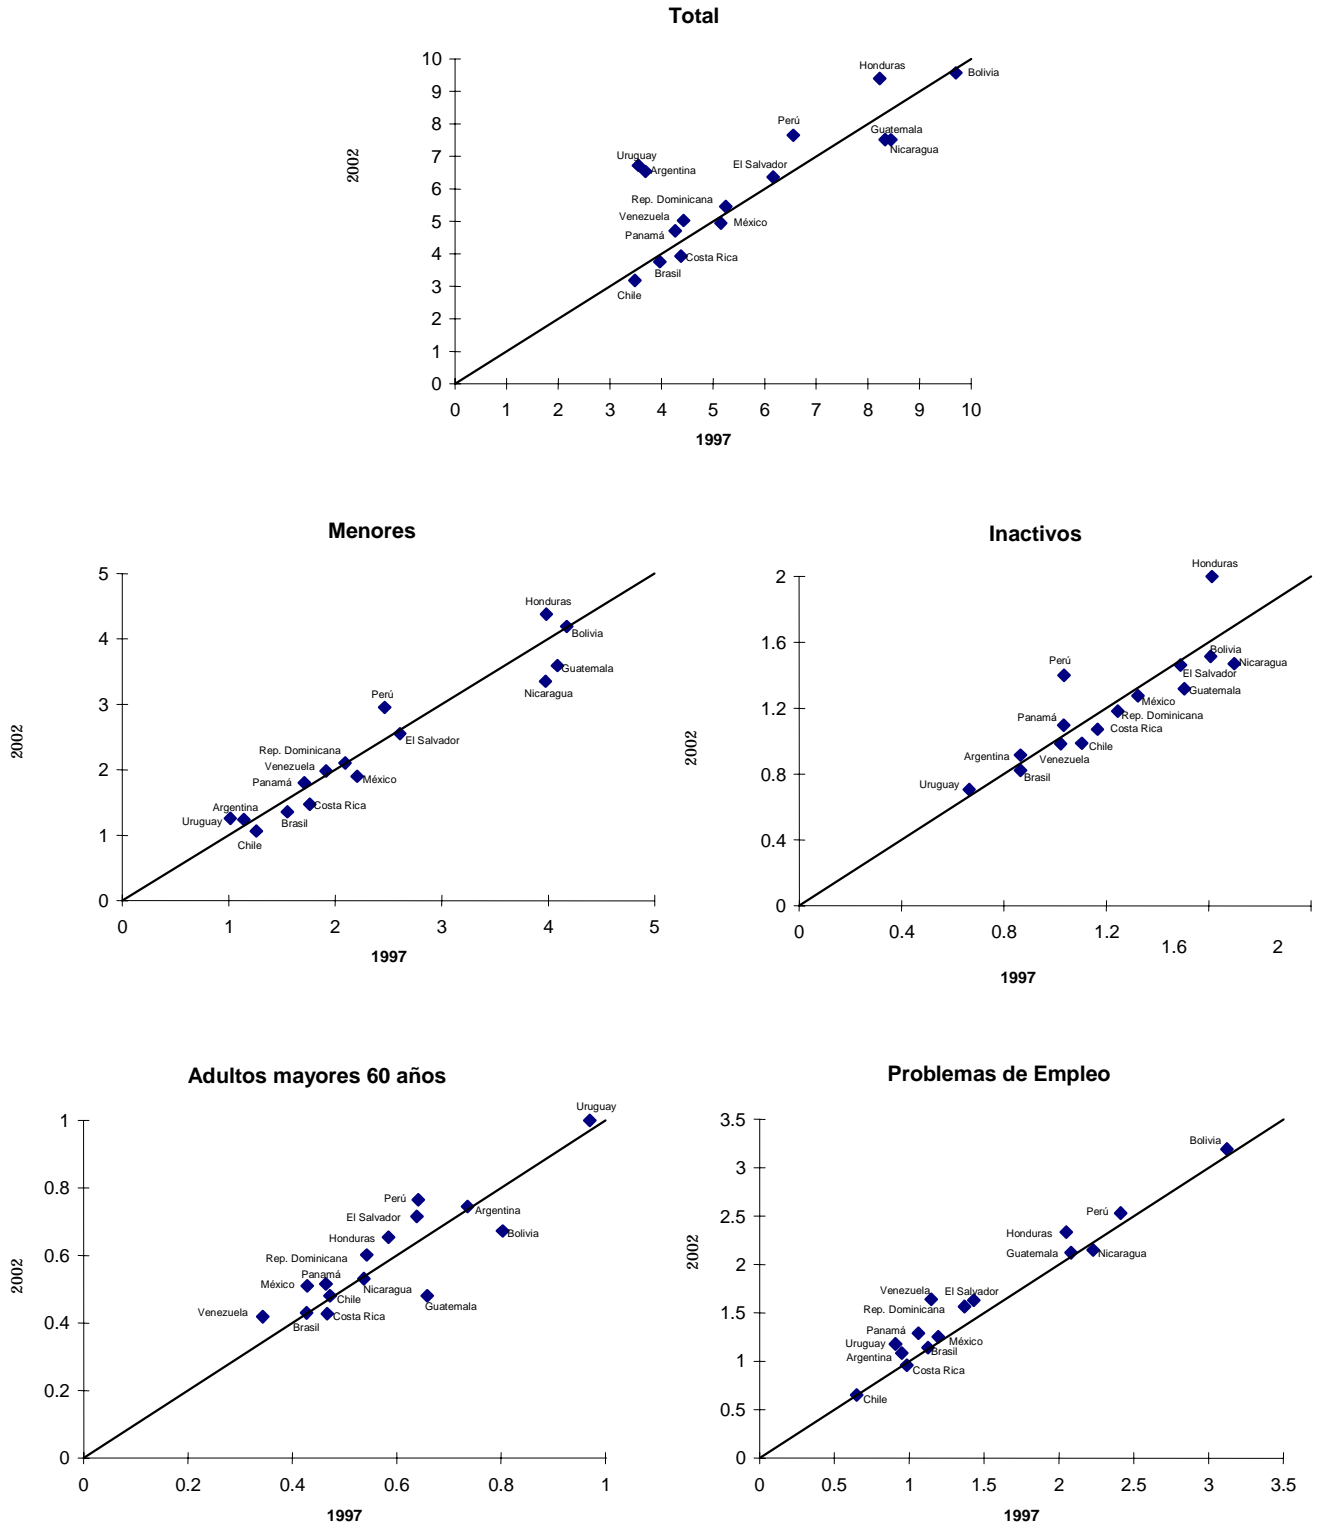 Total
10
9
8
7
6
5
4
3
2
1
0
2002
Honduras
Bolivia
Perú
Guatemala
Nicaragua
Uruguay
Argentina
El Salvador
Rep. Dominicana
Venezuela
México
Panamá
Costa Rica
Brasil
Chile
0 1 2 3 4 5 6 7 8 9 10
1997
Menores
5
4
3
2
1
0
2002
Honduras
Bolivia
Guatemala
Nicaragua
Perú
El Salvador
Rep. Dominicana
Venezuela
México
Panamá
Argentina
Costa Rica
Uruguay
Brasil
Chile
0 1 2 3 4 5
1997
Inactivos
2
1.6
1.2
0.8
0.4
0
2002
Honduras
Bolivia
Perú
Nicaragua
El Salvador
Guatemala
México
Panamá
Rep. Dominicana
Costa Rica
Chile
Argentina
Venezuela
Brasil
Uruguay
0 0.4 0.8 1.2 1.6 2
1997
Adultos mayores 60 años
1
0.8
0.6
0.4
0.2
0
2002
Uruguay
Perú
Argentina
El Salvador
Honduras
Bolivia
Rep. Dominicana
Panamá
México
Nicaragua
Chile
Guatemala
Venezuela
Costa Rica
Brasil
0 0.4 0.6 0.8 1
1997
Problemas de Empleo
3.5
3
2.5
2
1.5
1
0.5
0
2002
Bolivia
Perú
Honduras
Guatemala
Nicaragua
Venezuela
El Salvador
Rep. Dominicana
Panamá
Uruguay
México
Brasil
Argentina
Costa Rica
Chile
0 0.5 1 1.5 2 2.5 3 3.5
1997